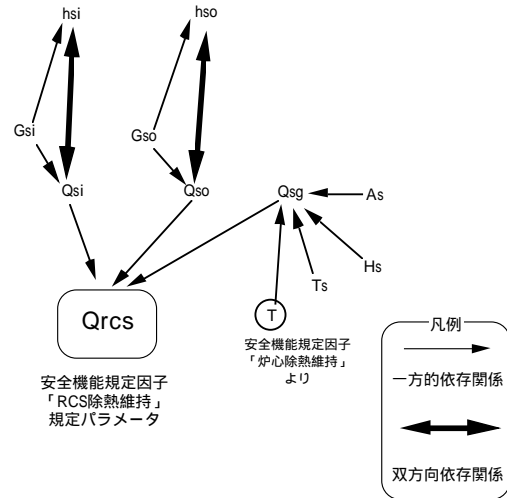 hsi
hso
Gsi
Gso
Qsi
Qso
Qsg
As
Hs
Ts
T
Qrcs
安全機能規定因子
「炉心除熱維持」
より
安全機能規定因子
「RCS除熱維持」
規定パラメータ
凡例
一方的依存関係
双方向依存関係